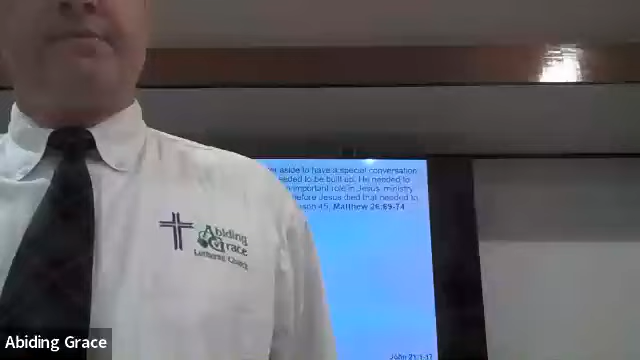 aside to have a special conversation
needed to be built up. He needed to
important role in Jesus' ministry
before Jesus died that needed to
45, Matthew 26:69-74
Abiding
Grace
Lutheran Church
John 21:1-17
Abiding Grace